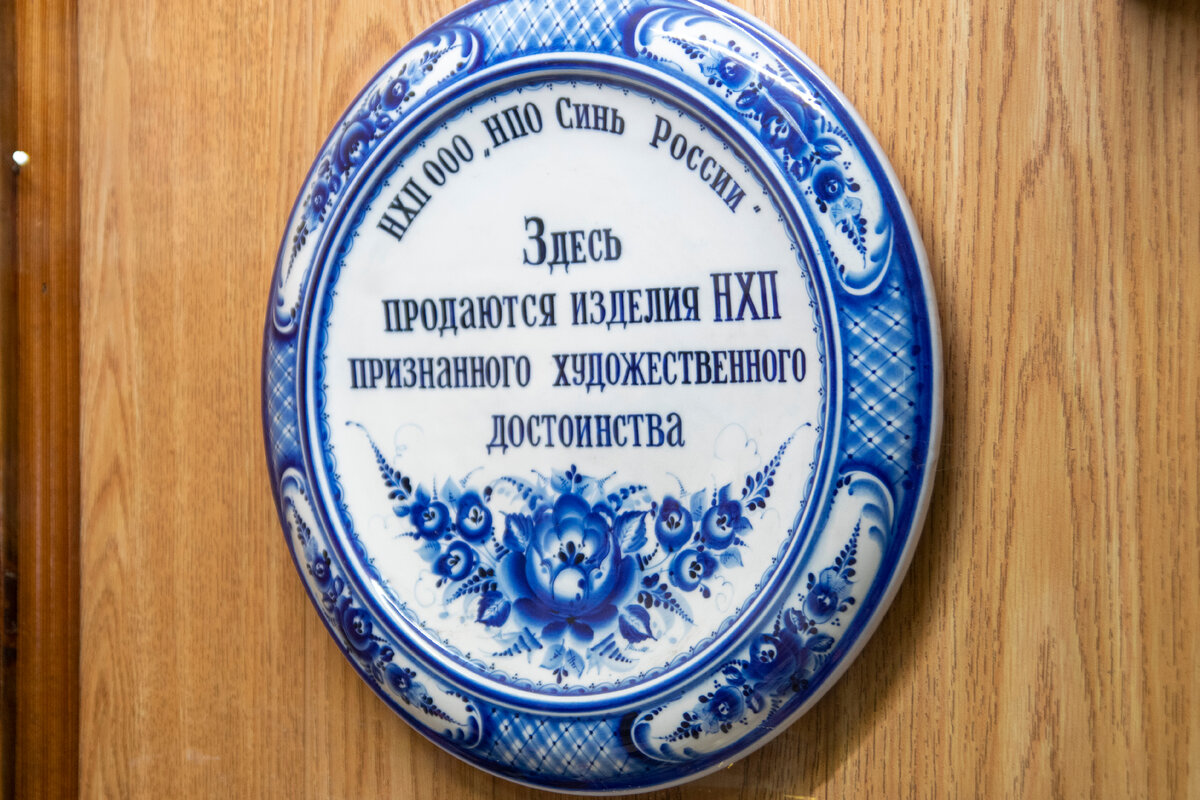 НХП ООО „НПО Синь России"
Здесь
продаются изделия НХП
признанного художественного
достоинства